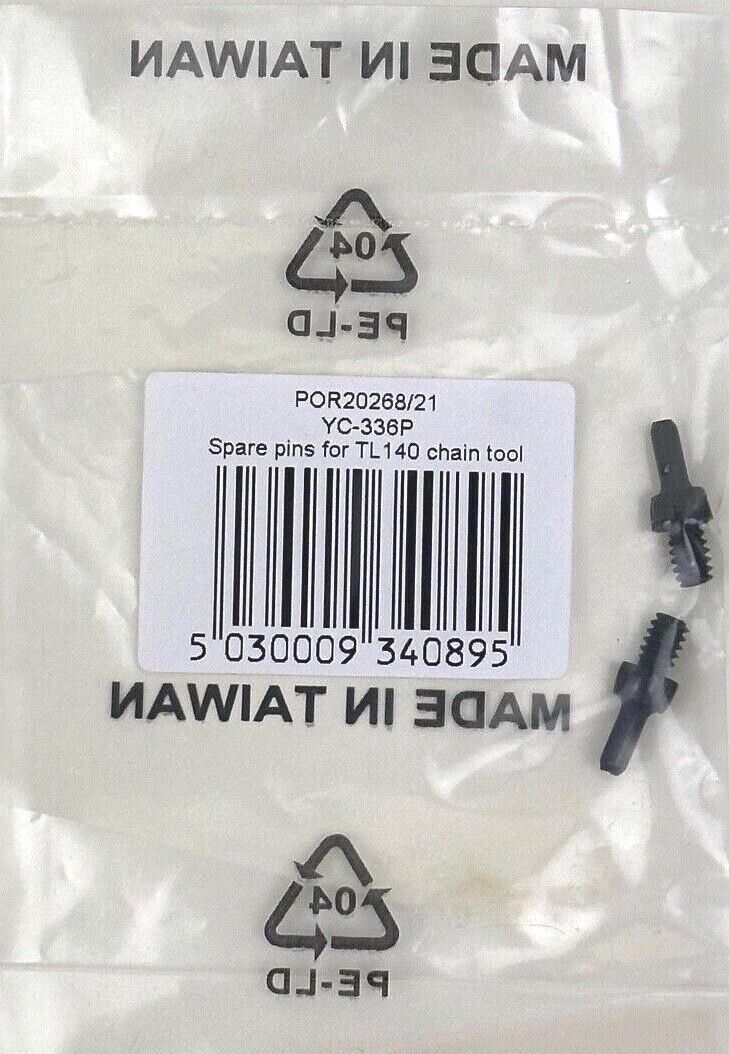 MADE IN TAIWAN
04
PE-LD
POR20268/21
YC-336P
Spare pins for TL140 chain tool
5 030009 340895
MADE IN TAIWAN
04
PE-LD